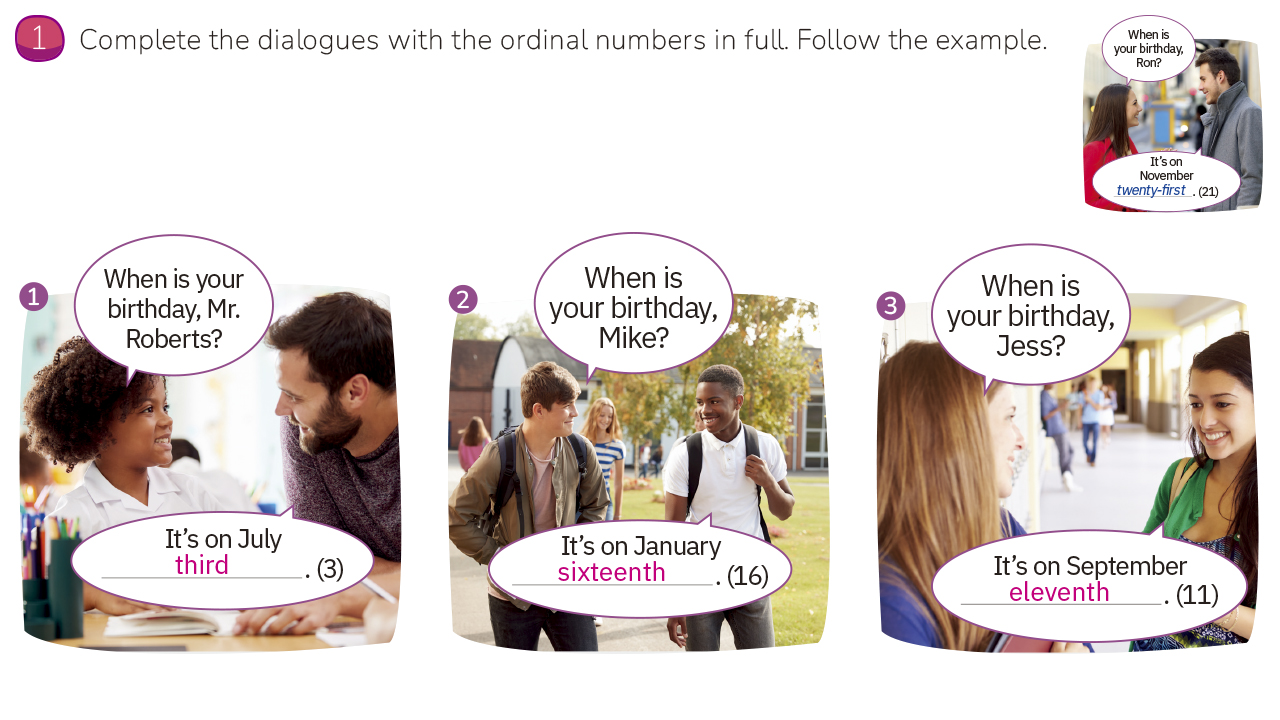 1 Complete the dialogues with the ordinal numbers in full. Follow the example.
When is
your birthday,
Ron?
It's on
November
twenty-first. (21)
1
When is your
birthday, Mr.
Roberts?
It's on July
third. (3)
2
When is
your birthday,
Mike?
It's on January
sixteenth. (16)
3
When is
your birthday,
Jess?
It's on September
eleventh. (11)